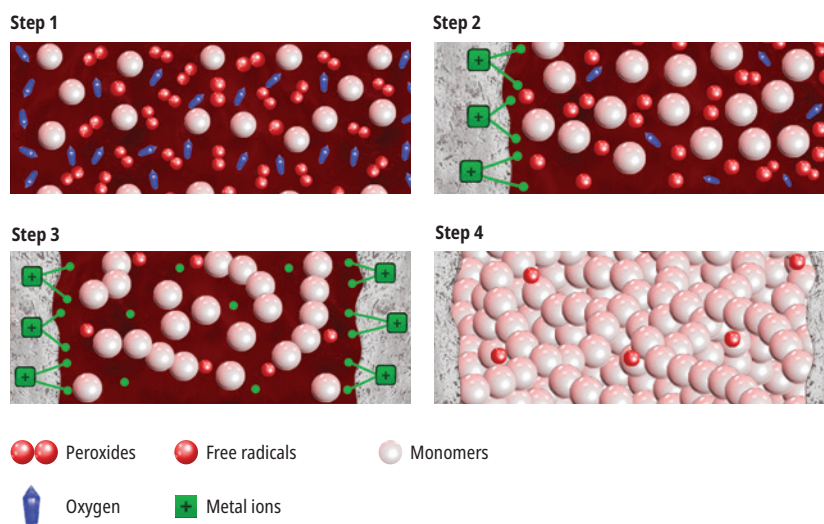 Step 1
Step 2
Step 3
Step 4
Peroxides
Free radicals
Monomers
Oxygen
Metal ions